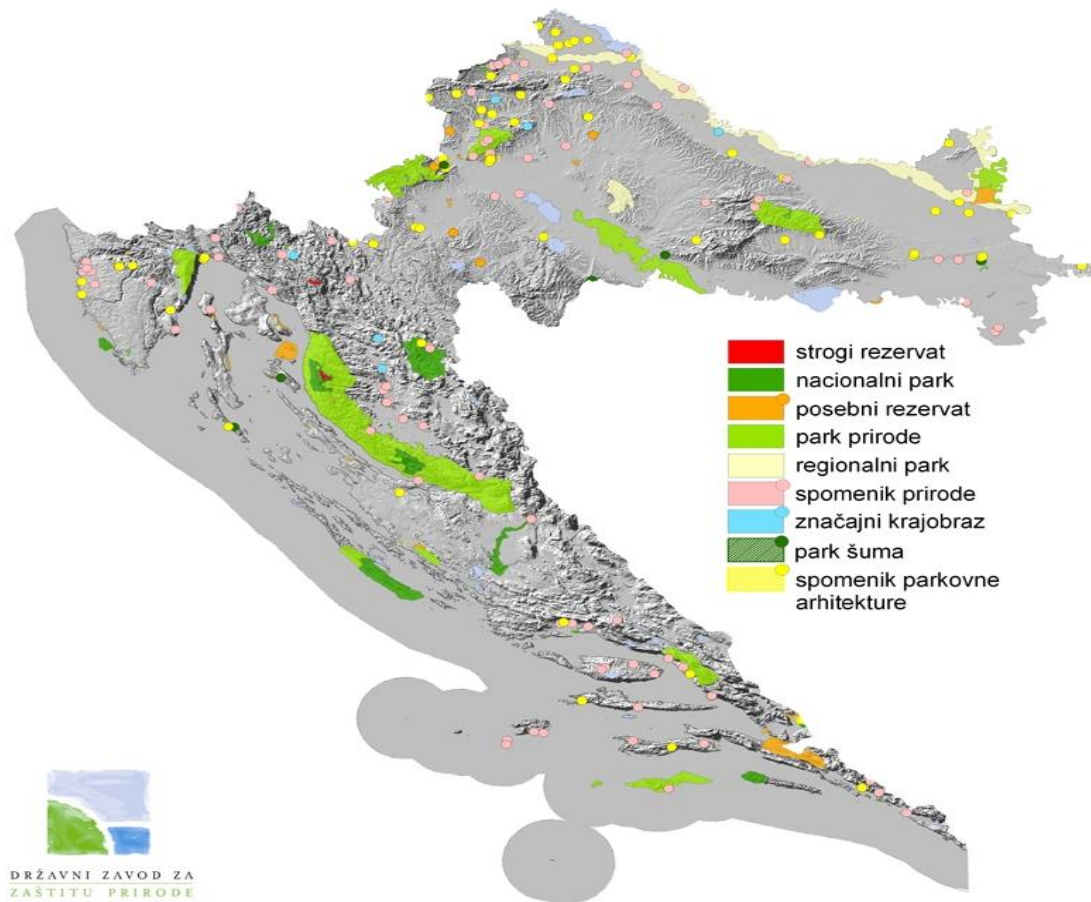 strogi rezervat
nacionalni park
posebni rezervat
park prirode
regionalni park
spomenik prirode
značajni krajobraz
park šuma
spomenik parkovne
arhitekture
DRŽAVNI ZAVOD ZA
ZAŠTITU PRIRODE